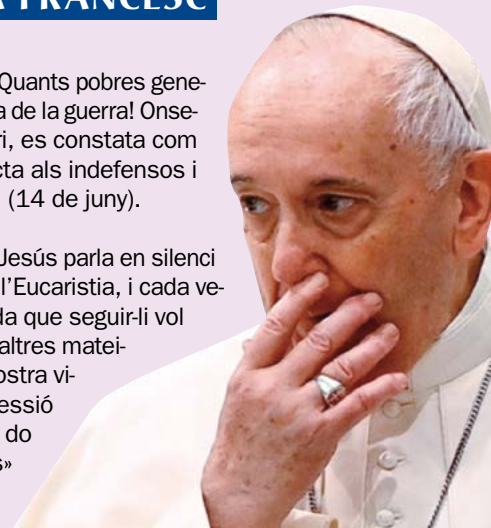 A FRANCESC
Quants pobres gene-
a de la guerra! Onse-
ri, es constata com
cta als indefensos i
(14 de juny).
Jesús parla en silenci
l'Eucaristia, i cada ve-
da que seguir-li vol
altres matei-
ostra vi-
essió
do
s»